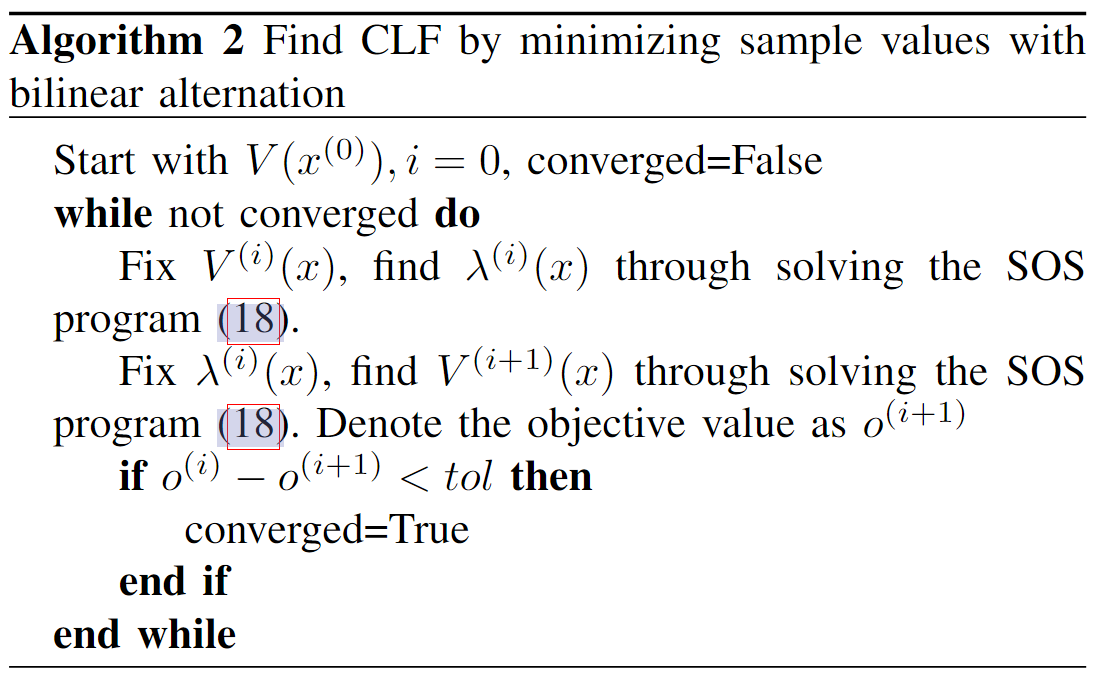 Algorithm 2 Find CLF by minimizing sample values with
bilinear alternation
Start with V(x^{(0)}), i = 0, converged=False
while not converged do
Fix V^{(i)}(x), find λ^{(i)}(x) through solving the SOS
program (18).
Fix λ^{(i)}(x), find V^{(i+1)}(x) through solving the SOS
program (18). Denote the objective value as o^{(i+1)}
if o^{(i)} − o^{(i+1)} < tol then
converged=True
end if
end while